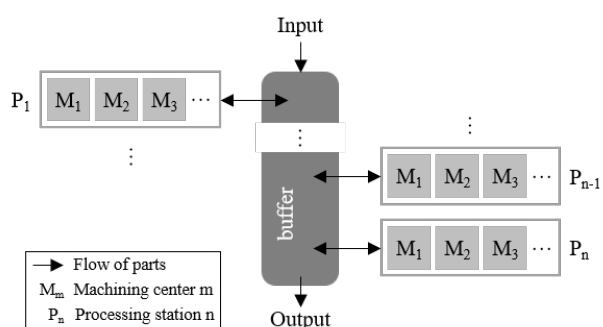 Input
P₁ M₁ M₂ M₃ ⋯
⋮
⋮
⋮
M₁ M₂ M₃ ⋯ Pₙ₋₁
buffer
M₁ M₂ M₃ ⋯ Pₙ
Flow of parts
Mₘ Machining center m
Pₙ Processing station n
Output